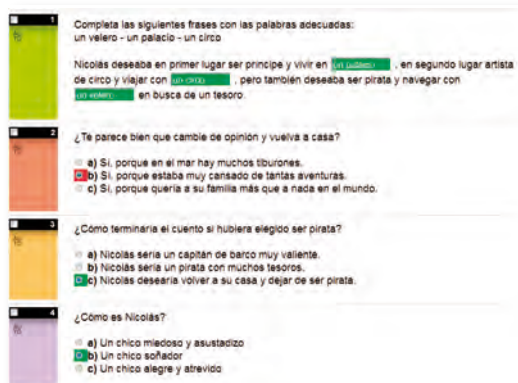 1
Completa las siguientes frases con las palabras adecuadas:
un velero - un palacio - un circo
Nicolás deseaba en primer lugar ser príncipe y vivir en un palacio , en segundo lugar artista
de circo y viajar con un circo , pero también deseaba ser pirata y navegar con
un velero en busca de un tesoro.
2
¿Te parece bien que cambie de opinión y vuelva a casa?
a) Sí, porque en el mar hay muchos tiburones.
b) Sí, porque estaba muy cansado de tantas aventuras.
c) Sí, porque quería a su familia más que a nada en el mundo.
3
¿Cómo terminaría el cuento si hubiera elegido ser pirata?
a) Nicolás sería un capitán de barco muy valiente.
b) Nicolás sería un pirata con muchos tesoros.
c) Nicolás desearía volver a su casa y dejar de ser pirata.
4
¿Cómo es Nicolás?
a) Un chico miedoso y asustadizo
b) Un chico soñador
c) Un chico alegre y atrevido